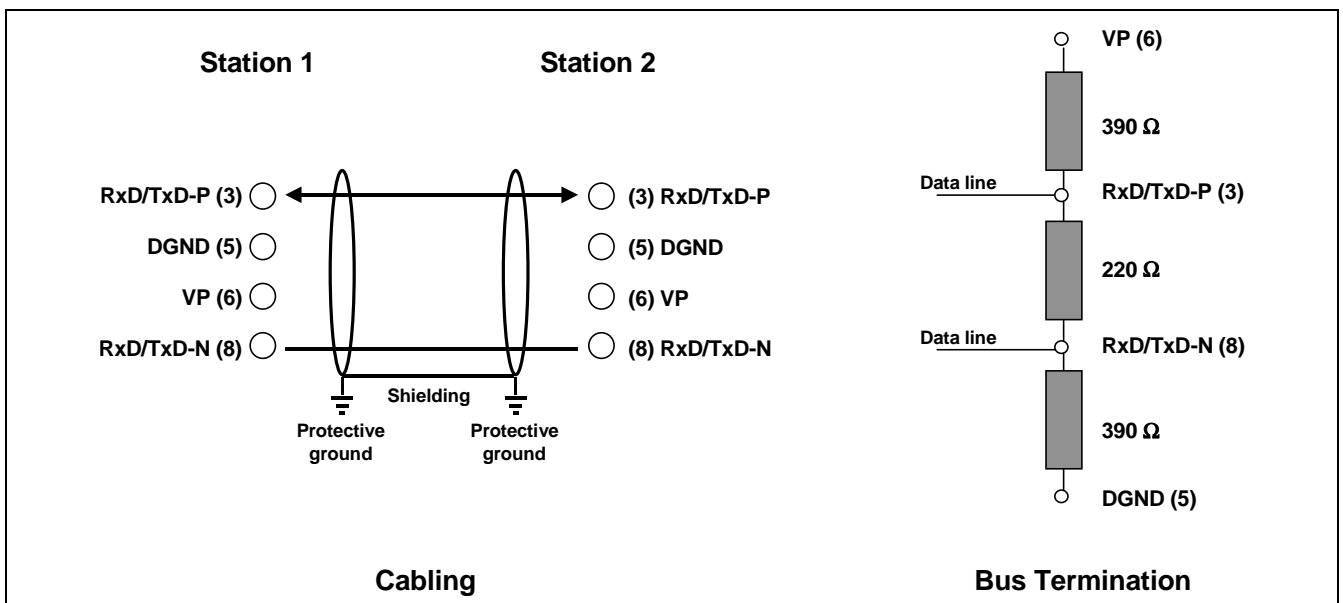 Station 1
Station 2
RxD/TxD-P (3)
(3) RxD/TxD-P
DGND (5)
(5) DGND
VP (6)
(6) VP
RxD/TxD-N (8)
(8) RxD/TxD-N
Shielding
Protective
ground
Protective
ground
Cabling
VP (6)
390 Ω
Data line
RxD/TxD-P (3)
220 Ω
Data line
RxD/TxD-N (8)
390 Ω
DGND (5)
Bus Termination